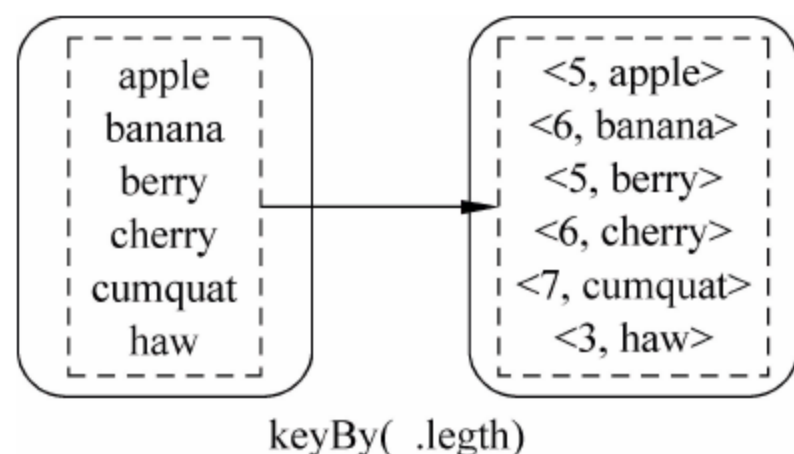 apple
banana
berry
cherry
cumquat
haw
<5, apple>
<6, banana>
<5, berry>
<6, cherry>
<7, cumquat>
<3, haw>
keyBy( .legth)